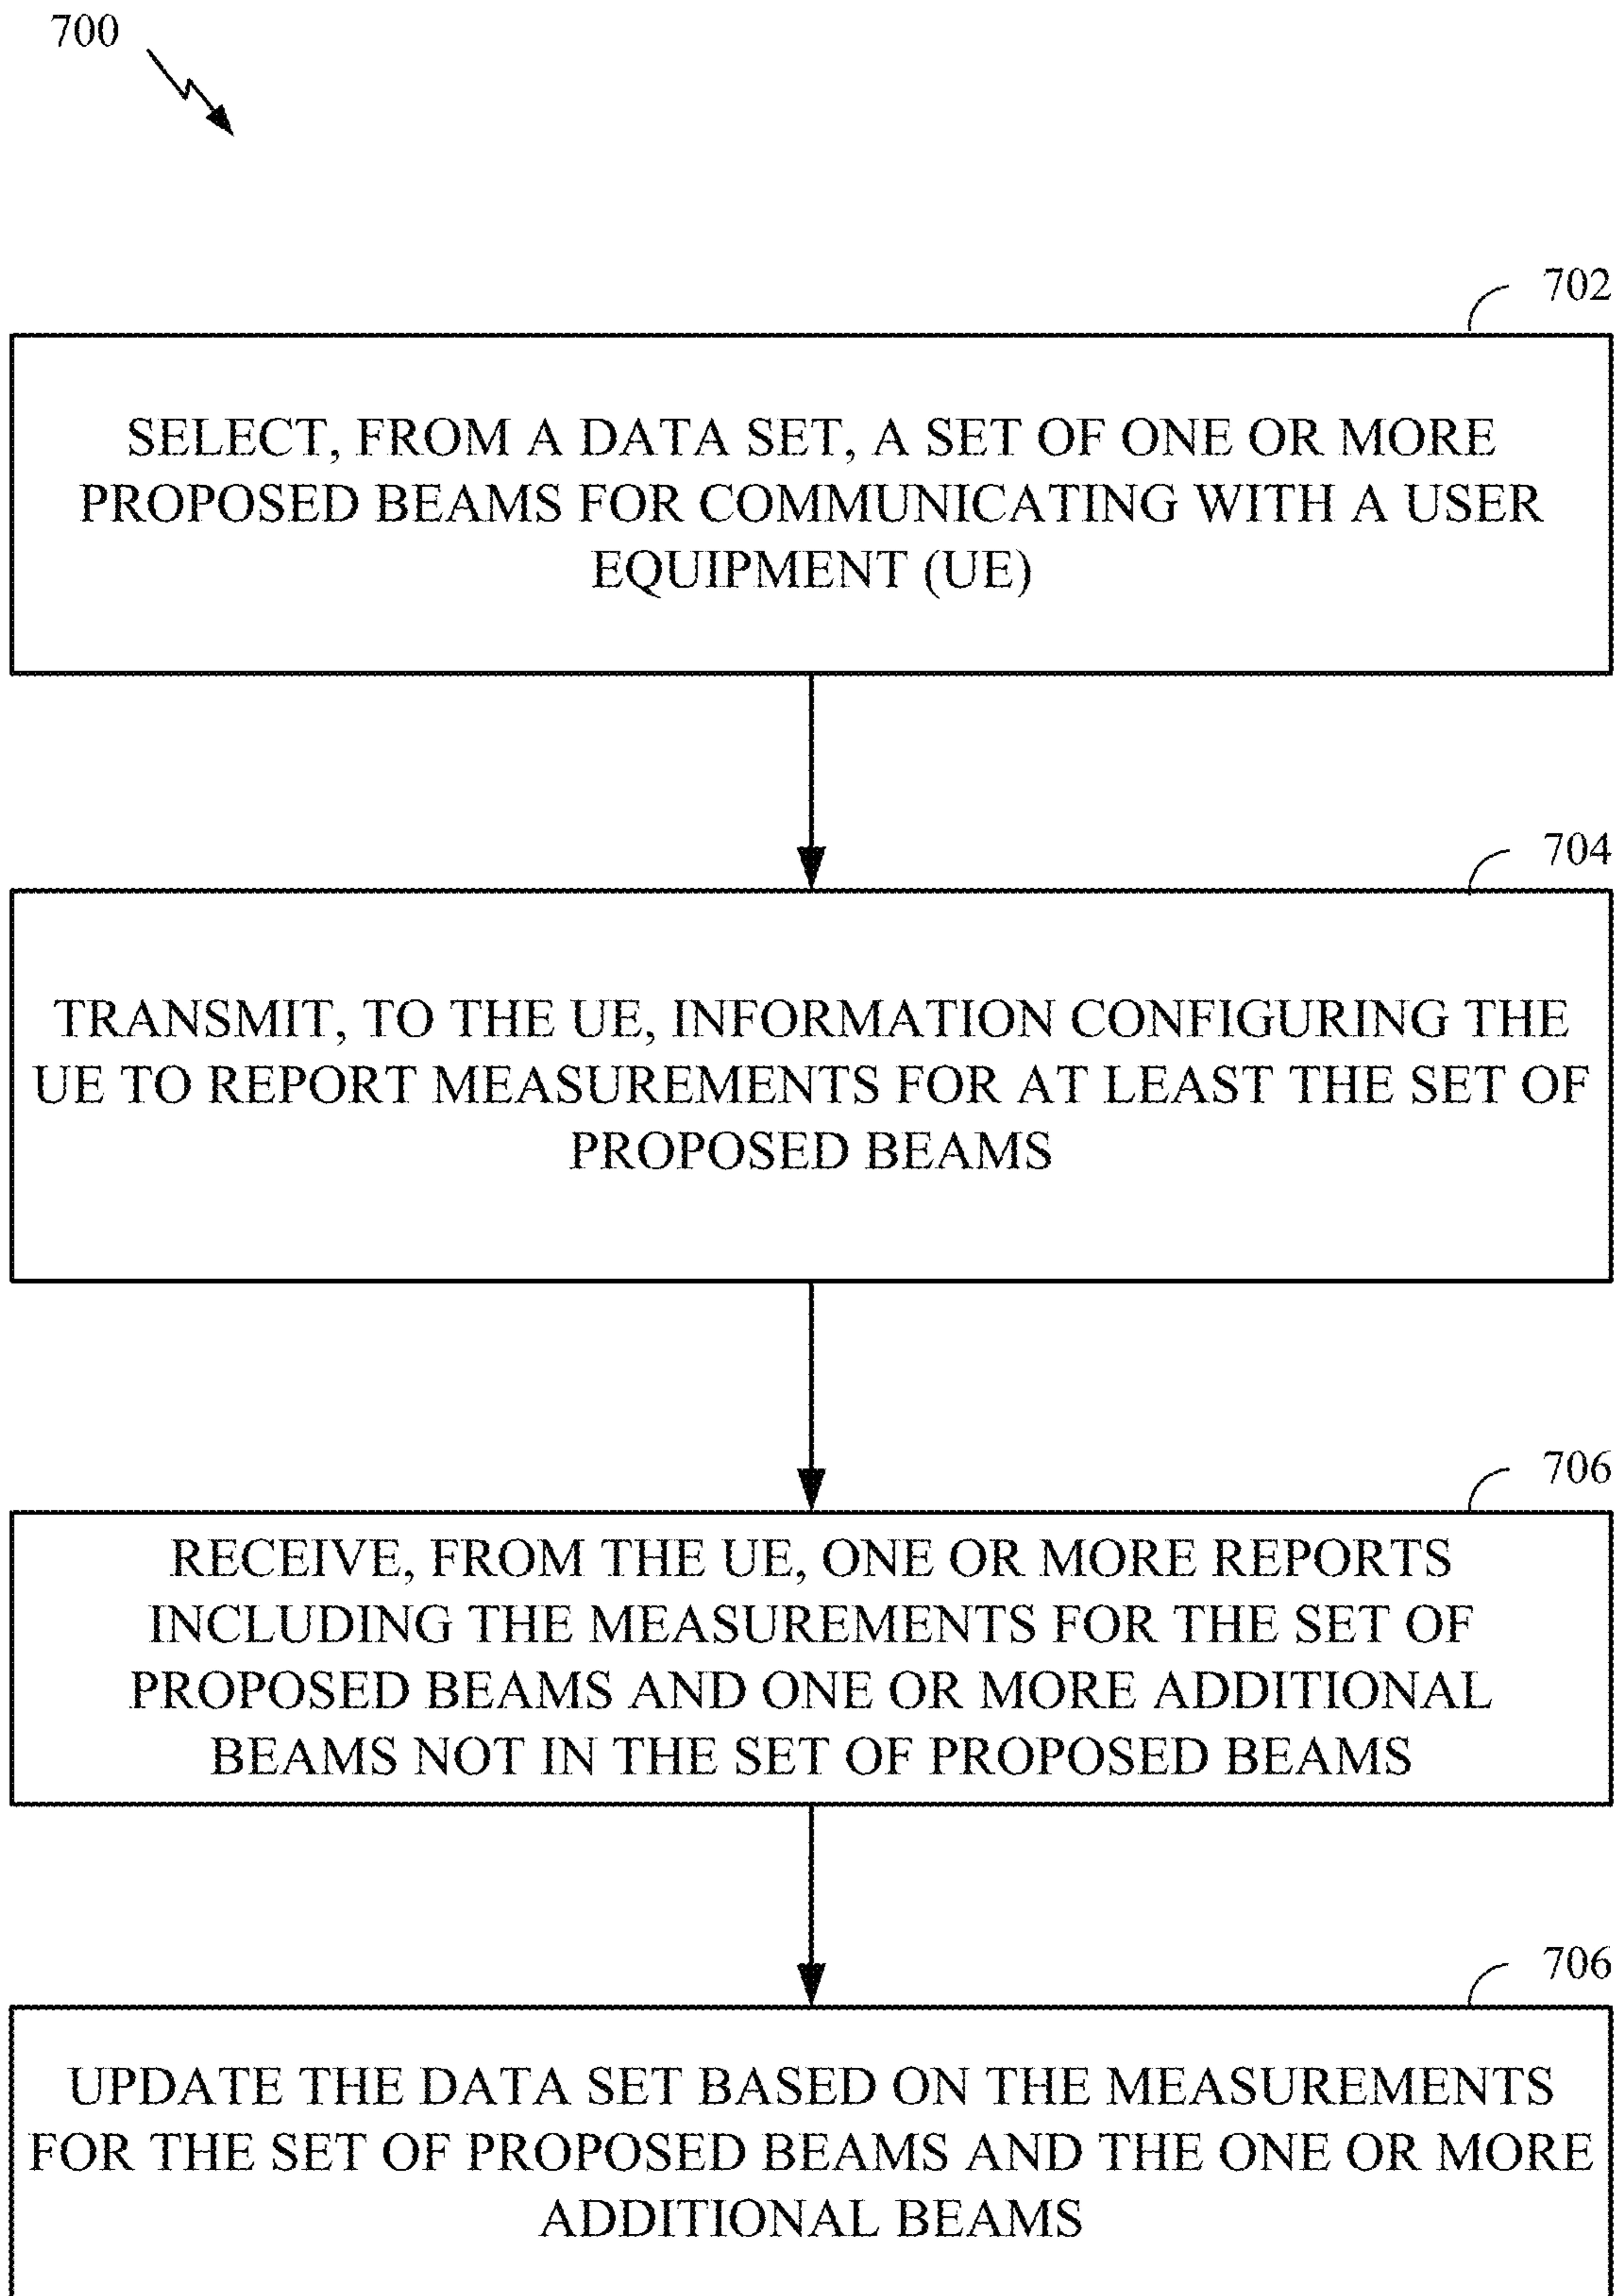 700
702
SELECT, FROM A DATA SET, A SET OF ONE OR MORE
PROPOSED BEAMS FOR COMMUNICATING WITH A USER
EQUIPMENT (UE)
704
TRANSMIT, TO THE UE, INFORMATION CONFIGURING THE
UE TO REPORT MEASUREMENTS FOR AT LEAST THE SET OF
PROPOSED BEAMS
706
RECEIVE, FROM THE UE, ONE OR MORE REPORTS
INCLUDING THE MEASUREMENTS FOR THE SET OF
PROPOSED BEAMS AND ONE OR MORE ADDITIONAL
BEAMS NOT IN THE SET OF PROPOSED BEAMS
706
UPDATE THE DATA SET BASED ON THE MEASUREMENTS
FOR THE SET OF PROPOSED BEAMS AND THE ONE OR MORE
ADDITIONAL BEAMS